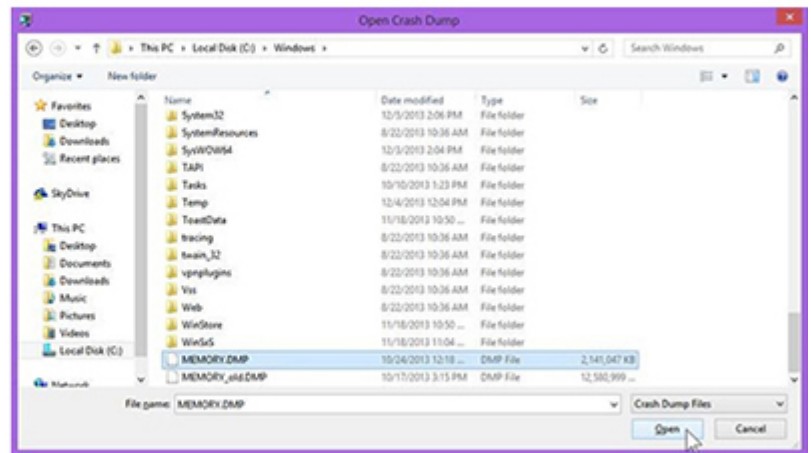 Open Crash Dump
This PC Local Disk (C:) Windows
Search Windows
Organize New folder
Favorites
Desktop
Downloads
Recent places
SkyDrive
This PC
Desktop
Documents
Downloads
Music
Pictures
Videos
Local Disk (C:)
Network
Name Date modified Type Size
System32 12/5/2013 2:06 PM File folder
SystemResources 8/22/2013 10:36 AM File folder
SysWOW64 12/3/2013 2:04 PM File folder
TAPI 8/22/2013 10:36 AM File folder
Tasks 10/10/2013 1:23 PM File folder
Temp 12/4/2013 12:04 PM File folder
ToastData 11/18/2013 10:50 ... File folder
tracing 8/22/2013 10:36 AM File folder
twain_32 8/22/2013 10:36 AM File folder
vpnplugins 8/22/2013 10:36 AM File folder
Vss 8/22/2013 10:36 AM File folder
Web 8/22/2013 10:36 AM File folder
WinStore 11/18/2013 10:50 ... File folder
WinSxS 11/18/2013 11:04 ... File folder
MEMORY.DMP 10/24/2013 12:18 ... DMP File 2,141,047 KB
MEMORY_old.DMP 10/17/2013 3:15 PM DMP File 12,580,999 ...
File name: MEMORY.DMP
Crash Dump Files
Open Cancel